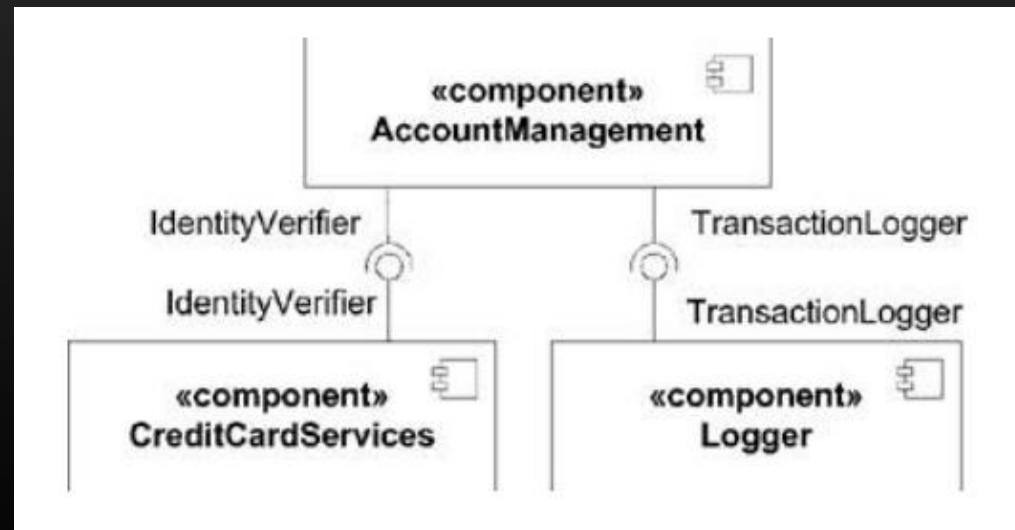 «component»
AccountManagement
IdentityVerifier
TransactionLogger
IdentityVerifier
TransactionLogger
«component»
CreditCardServices
«component»
Logger